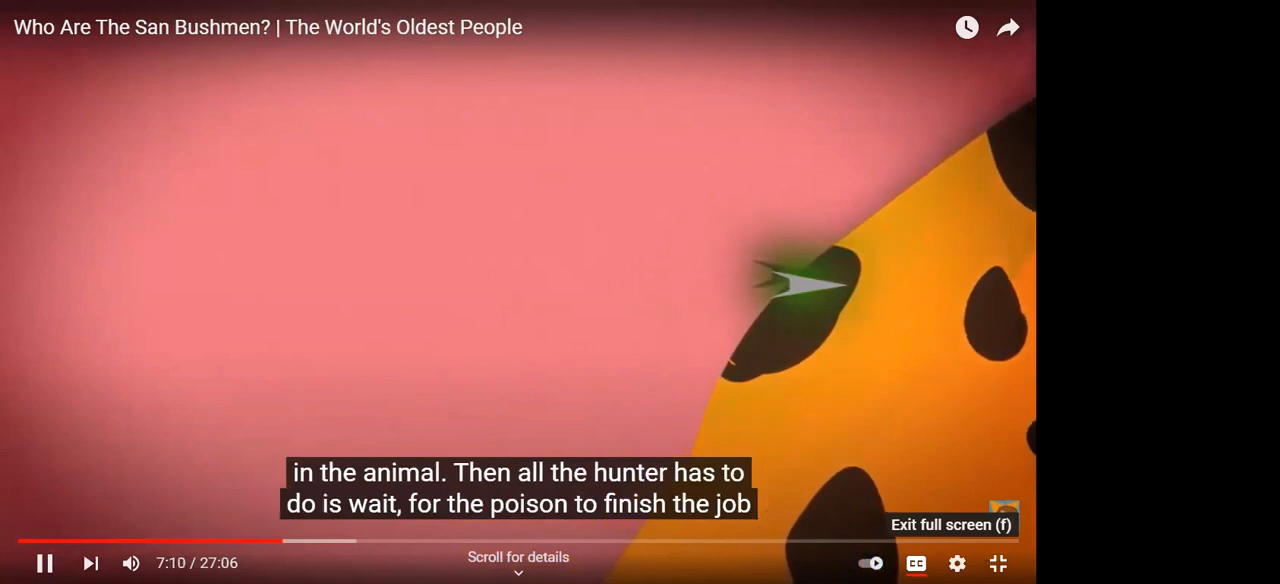 Who Are The San Bushmen? | The World's Oldest People
in the animal. Then all the hunter has to
do is wait, for the poison to finish the job
Exit full screen (f)
7:10 / 27:06
Scroll for details
CC